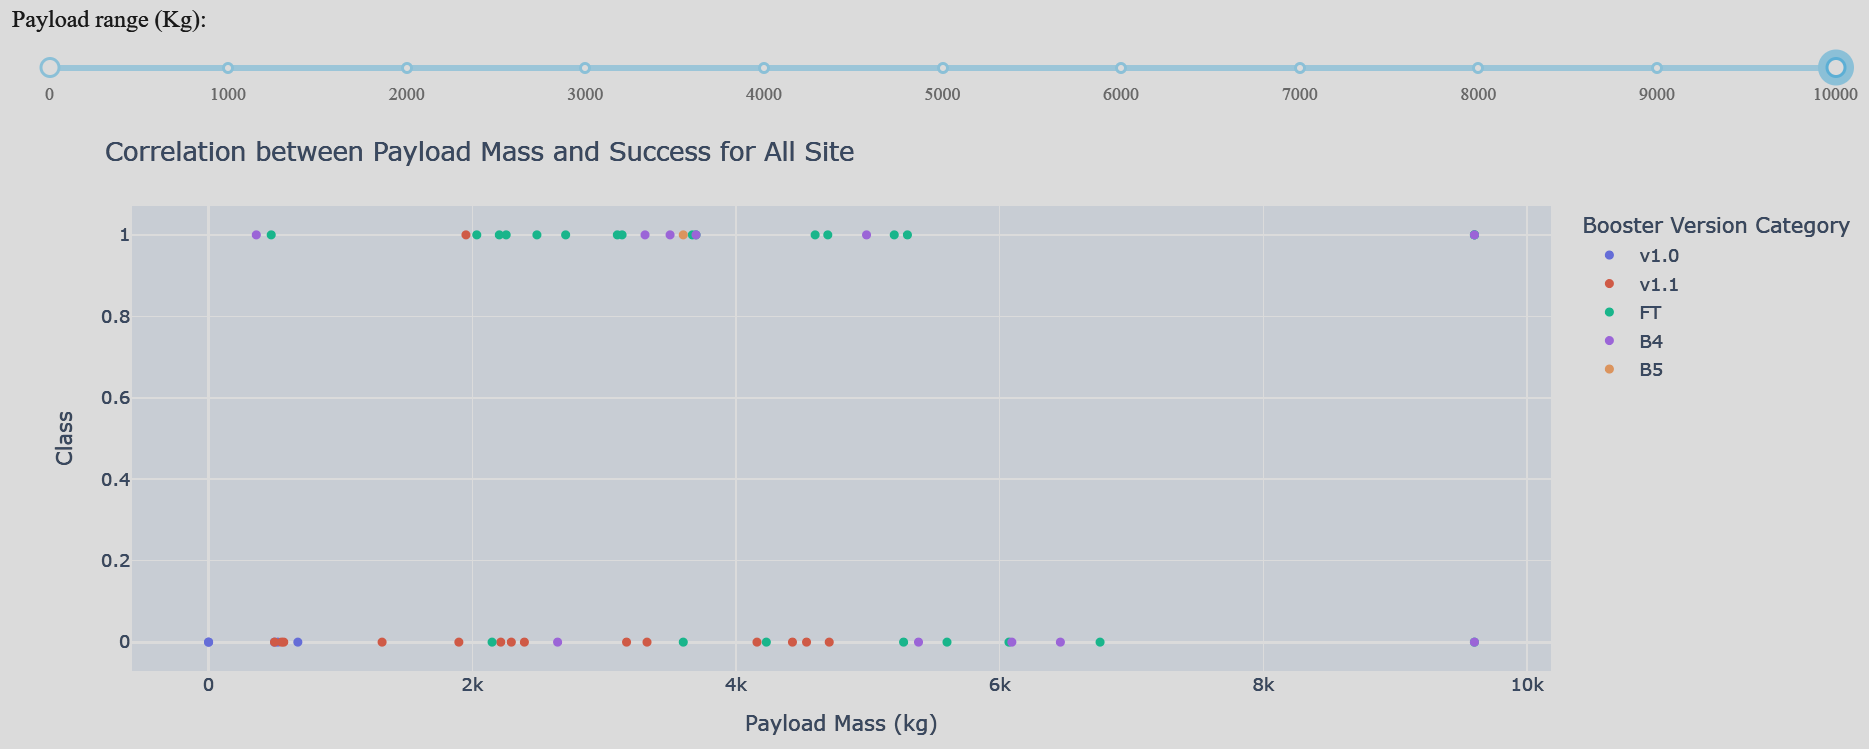 Payload range (Kg):
0 1000 2000 3000 4000 5000 6000 7000 8000 9000 10000
Correlation between Payload Mass and Success for All Site
Booster Version Category
v1.0
v1.1
FT
B4
B5
Class
1
0.8
0.6
0.4
0.2
0
0 2k 4k 6k 8k 10k
Payload Mass (kg)